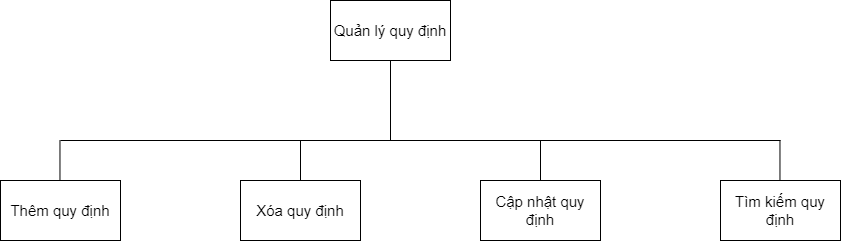 Quản lý quy định
Thêm quy định
Xóa quy định
Cập nhật quy
định
Tìm kiếm quy
định